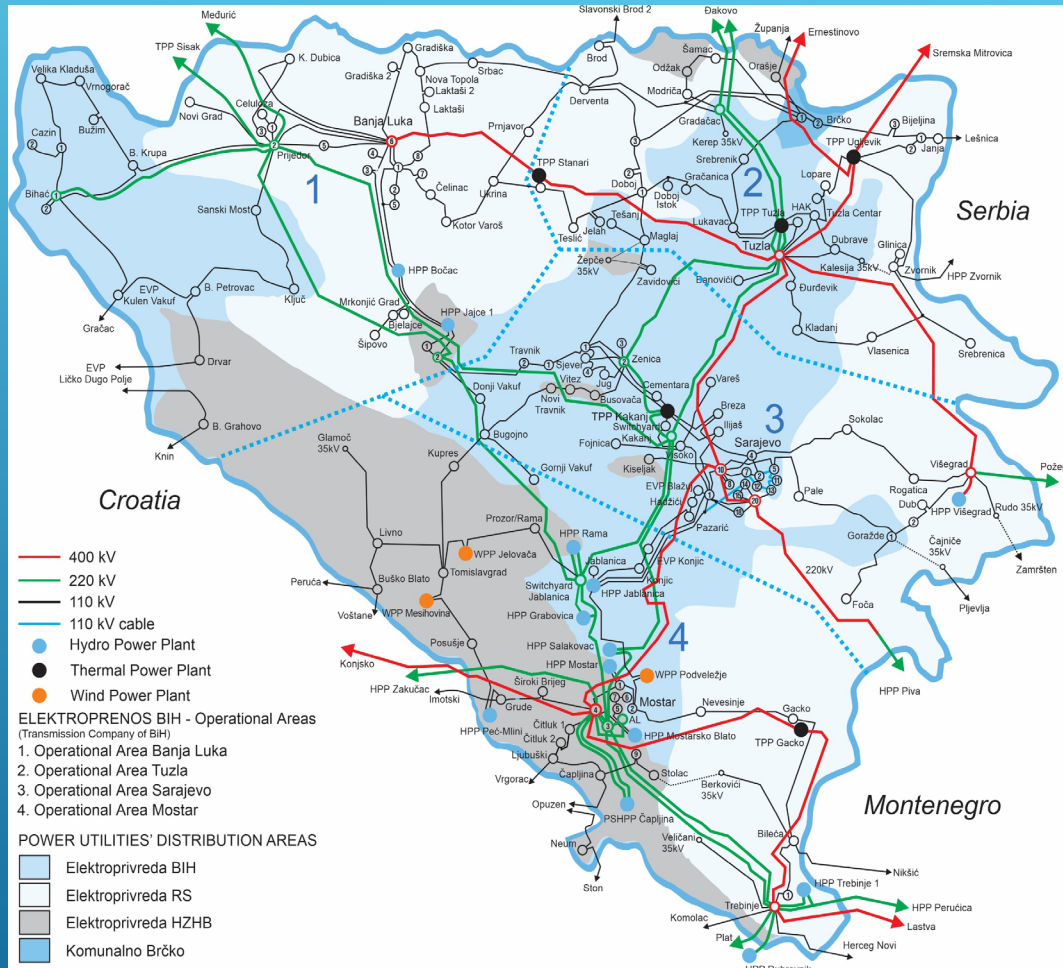 Međurić
TPP Sisak
Slavonski Brod 2
Đakovo
Županja
Ernestinovo
Sremska Mitrovica
Velika Kladuša
Vrnogorač
Bužim
Cazin
B. Krupa
Bihać
Novi Grad
Celuloza
K. Dubica
Prijedor
Gradiška
Gradiška 2
Nova Topola
Laktaši 2
Laktaši
Srbac
Banja Luka
Brod
Derventa
Prnjavor
Šamac
Odžak
Modriča
Orašje
Gradačac
Kerep 35kV
Brčko
Bijeljina
Janja
Lešnica
TPP Ugljevik
Srebrenik
Gračanica
TPP Stanari
Čelinac
Ukrina
Kotor Varoš
Doboj
Doboj
Istok
Teslić
Jelah
Tešanj
Maglaj
Lukavac
TPP Tuzla
Tuzla
HAK
Lopare
Tuzla Centar
Dubrave
Kalesija 35kV
Glinica
Zvornik
HPP Zvornik
Serbia
1
2
Sanski Most
Ključ
HPP Bočac
Žepče
35kV
Zavidovići
Banovići
Đurđevik
Kladanj
Vlasenica
Srebrenica
EVP
Kulen Vakuf
B. Petrovac
Gračac
Mrkonjić Grad
Bjelajce
Šipovo
HPP Jajce 1
Drvar
EVP
Ličko Dugo Polje
B. Grahovo
Knin
Travnik
Sjever
Jug
Zenica
Vitez
Novi
Travnik
Busovača
Cementara
TPP Kakanj
Switchyard
Kakanj
Vareš
Breza
Ilijaš
Visoko
Fojnica
Kiseljak
3
Sarajevo
Sokolac
Rogatica
Pale
Višegrad
HPP Višegrad
Dub
Rudo 35kV
Goražde
Čajniče
35kV
Zamršten
Pljevlja
Foča
220kV
HPP Piva
Donji Vakuf
Bugojno
Glamoč
35kV
Kupres
Gornji Vakuf
EVP Blažuj
Hadžići
Pazarić
Croatia
Livno
Prozor/Rama
HPP Rama
WPP Jelovača
Jablanica
EVP Konjic
Konjic
Tomislavgrad
Buško Blato
Peruća
Voštane
WPP Mesihovina
Switchyard
Jablanica
HPP Jablanica
HPP Grabovica
Posušje
HPP Salakovac
HPP Mostar
4
WPP Podveležje
Konjsko
HPP Zakučac
Imotski
Široki Brijeg
Grude
HPP Peć-Mlini
Mostar
AL
HPP Mostarsko Blato
Nevesinje
Gacko
TPP Gacko
Čitluk 1
Čitluk 2
Ljubuški
Vrgorac
Čapljina
Stolac
Opuzen
PSHPP Čapljina
Neum
Ston
Berkovići
35kV
Veličani
35kV
Bileća
Montenegro
Nikšić
HPP Trebinje 1
Trebinje
HPP Perućica
Lastva
Komolac
Plat
Herceg Novi
400 kV
220 kV
110 kV
110 kV cable
Hydro Power Plant
Thermal Power Plant
Wind Power Plant
ELEKTROPRENOS BIH - Operational Areas
(Transmission Company of BiH)
1. Operational Area Banja Luka
2. Operational Area Tuzla
3. Operational Area Sarajevo
4. Operational Area Mostar
POWER UTILITIES' DISTRIBUTION AREAS
Elektroprivreda BIH
Elektroprivreda RS
Elektroprivreda HZHB
Komunalno Brčko